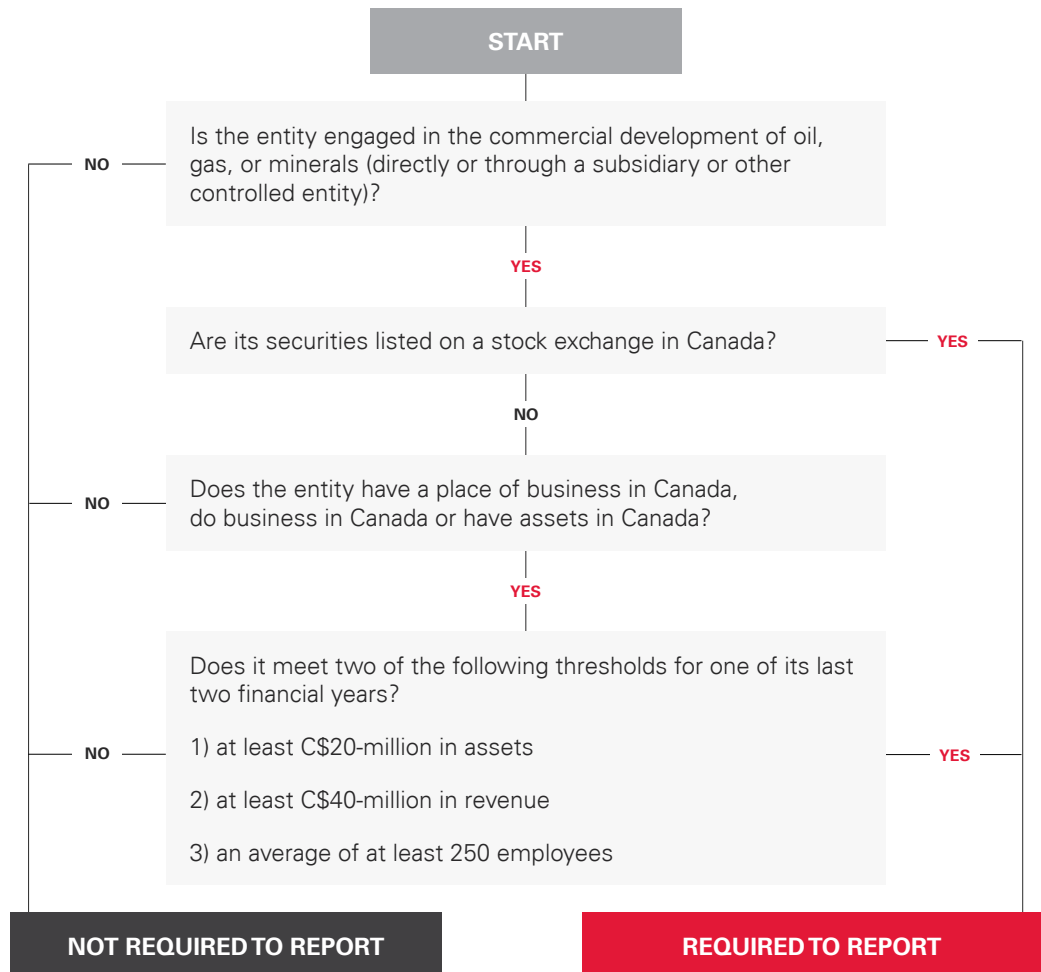 START
Is the entity engaged in the commercial development of oil,
gas, or minerals (directly or through a subsidiary or other
controlled entity)?
NO
YES
Are its securities listed on a stock exchange in Canada?
YES
NO
Does the entity have a place of business in Canada,
do business in Canada or have assets in Canada?
NO
YES
Does it meet two of the following thresholds for one of its last
two financial years?
1) at least C$20-million in assets
2) at least C$40-million in revenue
3) an average of at least 250 employees
NO
YES
NOT REQUIRED TO REPORT
REQUIRED TO REPORT